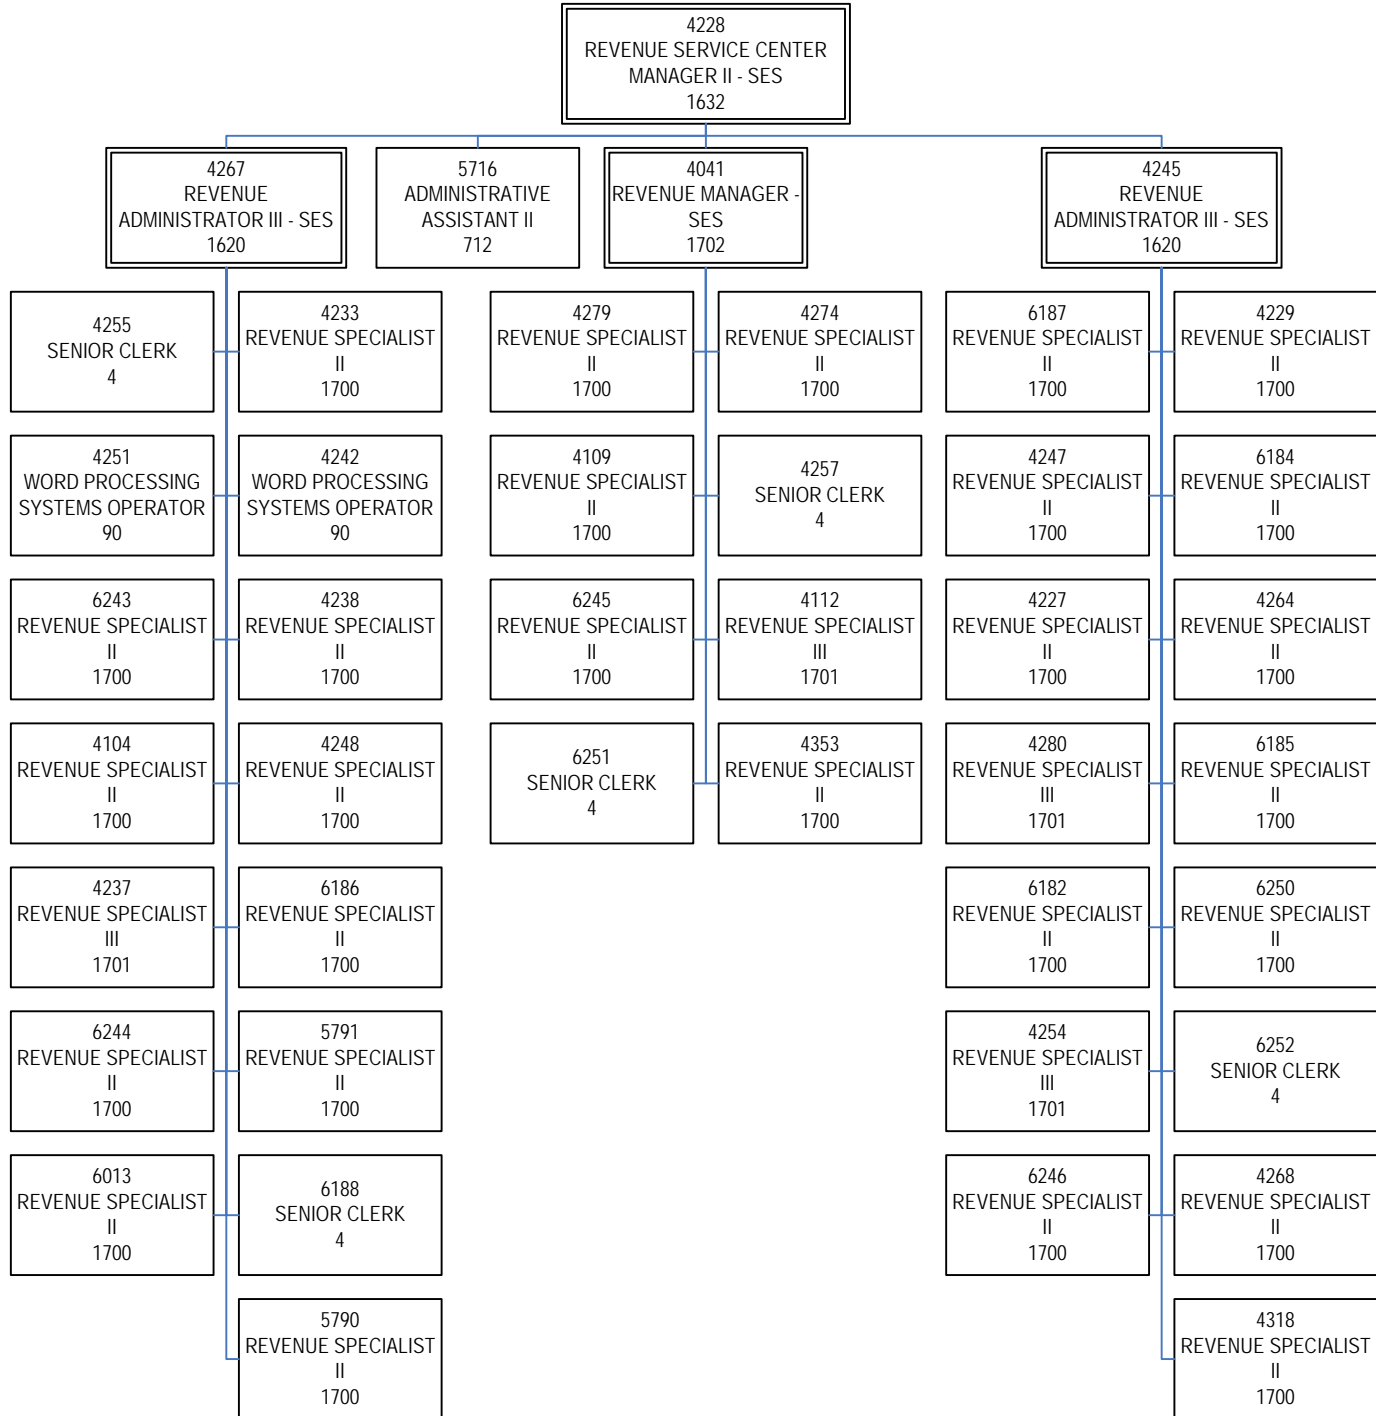 4228
REVENUE SERVICE CENTER
MANAGER II - SES
1632
4267
REVENUE
ADMINISTRATOR III - SES
1620
5716
ADMINISTRATIVE
ASSISTANT II
712
4041
REVENUE MANAGER -
SES
1702
4245
REVENUE
ADMINISTRATOR III - SES
1620
4255
SENIOR CLERK
4
4233
REVENUE SPECIALIST
II
1700
4279
REVENUE SPECIALIST
II
1700
4274
REVENUE SPECIALIST
II
1700
6187
REVENUE SPECIALIST
II
1700
4229
REVENUE SPECIALIST
II
1700
4251
WORD PROCESSING
SYSTEMS OPERATOR
90
4242
WORD PROCESSING
SYSTEMS OPERATOR
90
4109
REVENUE SPECIALIST
II
1700
4257
SENIOR CLERK
4
4247
REVENUE SPECIALIST
II
1700
6184
REVENUE SPECIALIST
II
1700
6243
REVENUE SPECIALIST
II
1700
4238
REVENUE SPECIALIST
II
1700
6245
REVENUE SPECIALIST
II
1700
4112
REVENUE SPECIALIST
III
1701
4227
REVENUE SPECIALIST
II
1700
4264
REVENUE SPECIALIST
II
1700
4104
REVENUE SPECIALIST
II
1700
4248
REVENUE SPECIALIST
II
1700
6251
SENIOR CLERK
4
4353
REVENUE SPECIALIST
II
1700
4280
REVENUE SPECIALIST
III
1701
6185
REVENUE SPECIALIST
II
1700
4237
REVENUE SPECIALIST
III
1701
6186
REVENUE SPECIALIST
II
1700
6182
REVENUE SPECIALIST
II
1700
6250
REVENUE SPECIALIST
II
1700
6244
REVENUE SPECIALIST
II
1700
5791
REVENUE SPECIALIST
II
1700
4254
REVENUE SPECIALIST
III
1701
6252
SENIOR CLERK
4
6013
REVENUE SPECIALIST
II
1700
6188
SENIOR CLERK
4
6246
REVENUE SPECIALIST
II
1700
4268
REVENUE SPECIALIST
II
1700
5790
REVENUE SPECIALIST
II
1700
4318
REVENUE SPECIALIST
II
1700